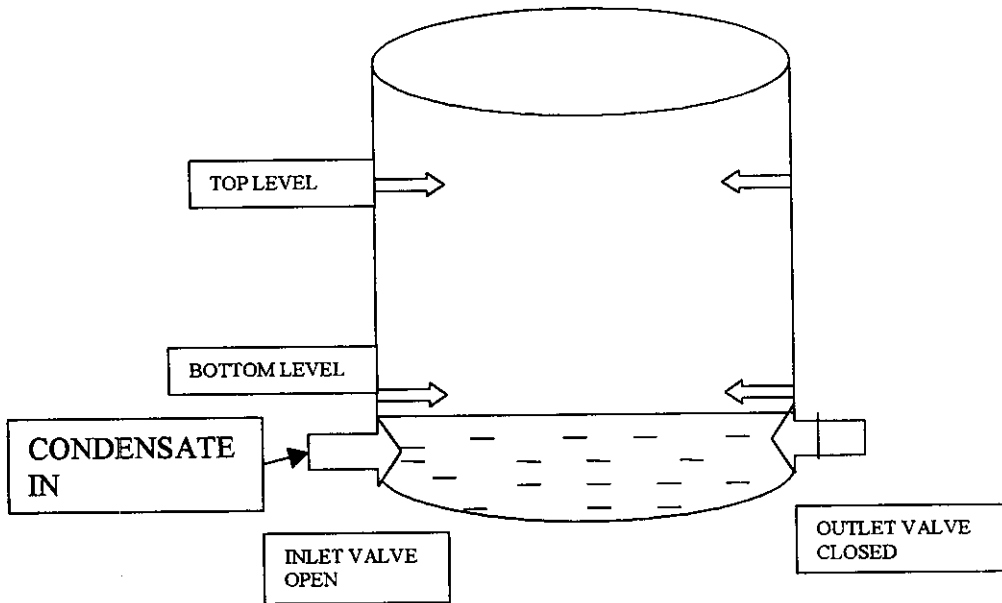 TOP LEVEL
BOTTOM LEVEL
CONDENSATE
IN
INLET VALVE
OPEN
OUTLET VALVE
CLOSED